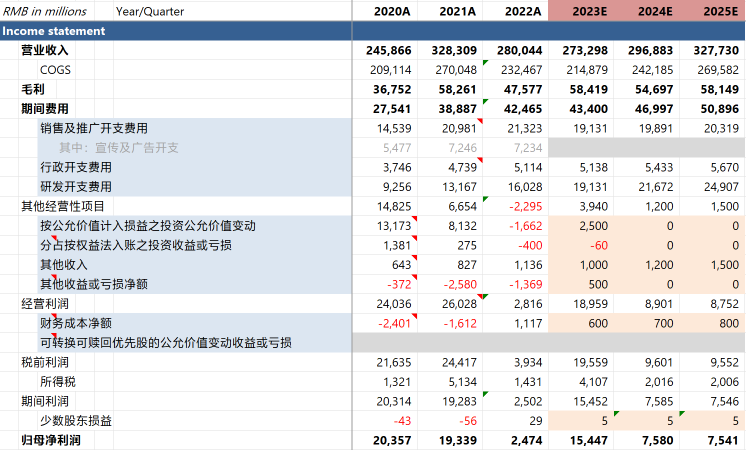 RMB in millions Year/Quarter 2020A 2021A 2022A 2023E 2024E 2025E
Income statement
营业收入 245,866 328,309 280,044 273,298 296,883 327,730
COGS 209,114 270,048 232,467 214,879 242,185 269,582
毛利 36,752 58,261 47,577 58,419 54,697 58,149
期间费用 27,541 38,887 42,465 43,400 46,997 50,896
销售及推广开支费用 14,539 20,981 21,323 19,131 19,891 20,319
其中：宣传及广告开支 5,477 7,246 7,234
行政开支费用 3,746 4,739 5,114 5,138 5,433 5,670
研发开支费用 9,256 13,167 16,028 19,131 21,672 24,907
其他经营性项目 14,825 6,654 -2,295 3,940 1,200 1,500
按公允价值计入损益之投资公允价值变动 13,173 8,132 -1,662 2,500 0 0
分占按权益法入账之投资收益或亏损 1,381 275 -400 -60 0 0
其他收入 643 827 1,136 1,000 1,200 1,500
其他收益或亏损净额 -372 -2,580 -1,369 500 0 0
经营利润 24,036 26,028 2,816 18,959 8,901 8,752
财务成本净额 -2,401 -1,612 1,117 600 700 800
可转换可赎回优先股的公允价值变动收益或亏损
税前利润 21,635 24,417 3,934 19,559 9,601 9,552
所得税 1,321 5,134 1,431 4,107 2,016 2,006
期间利润 20,314 19,283 2,502 15,452 7,585 7,546
少数股东损益 -43 -56 29 5 5 5
归母净利润 20,357 19,339 2,474 15,447 7,580 7,541